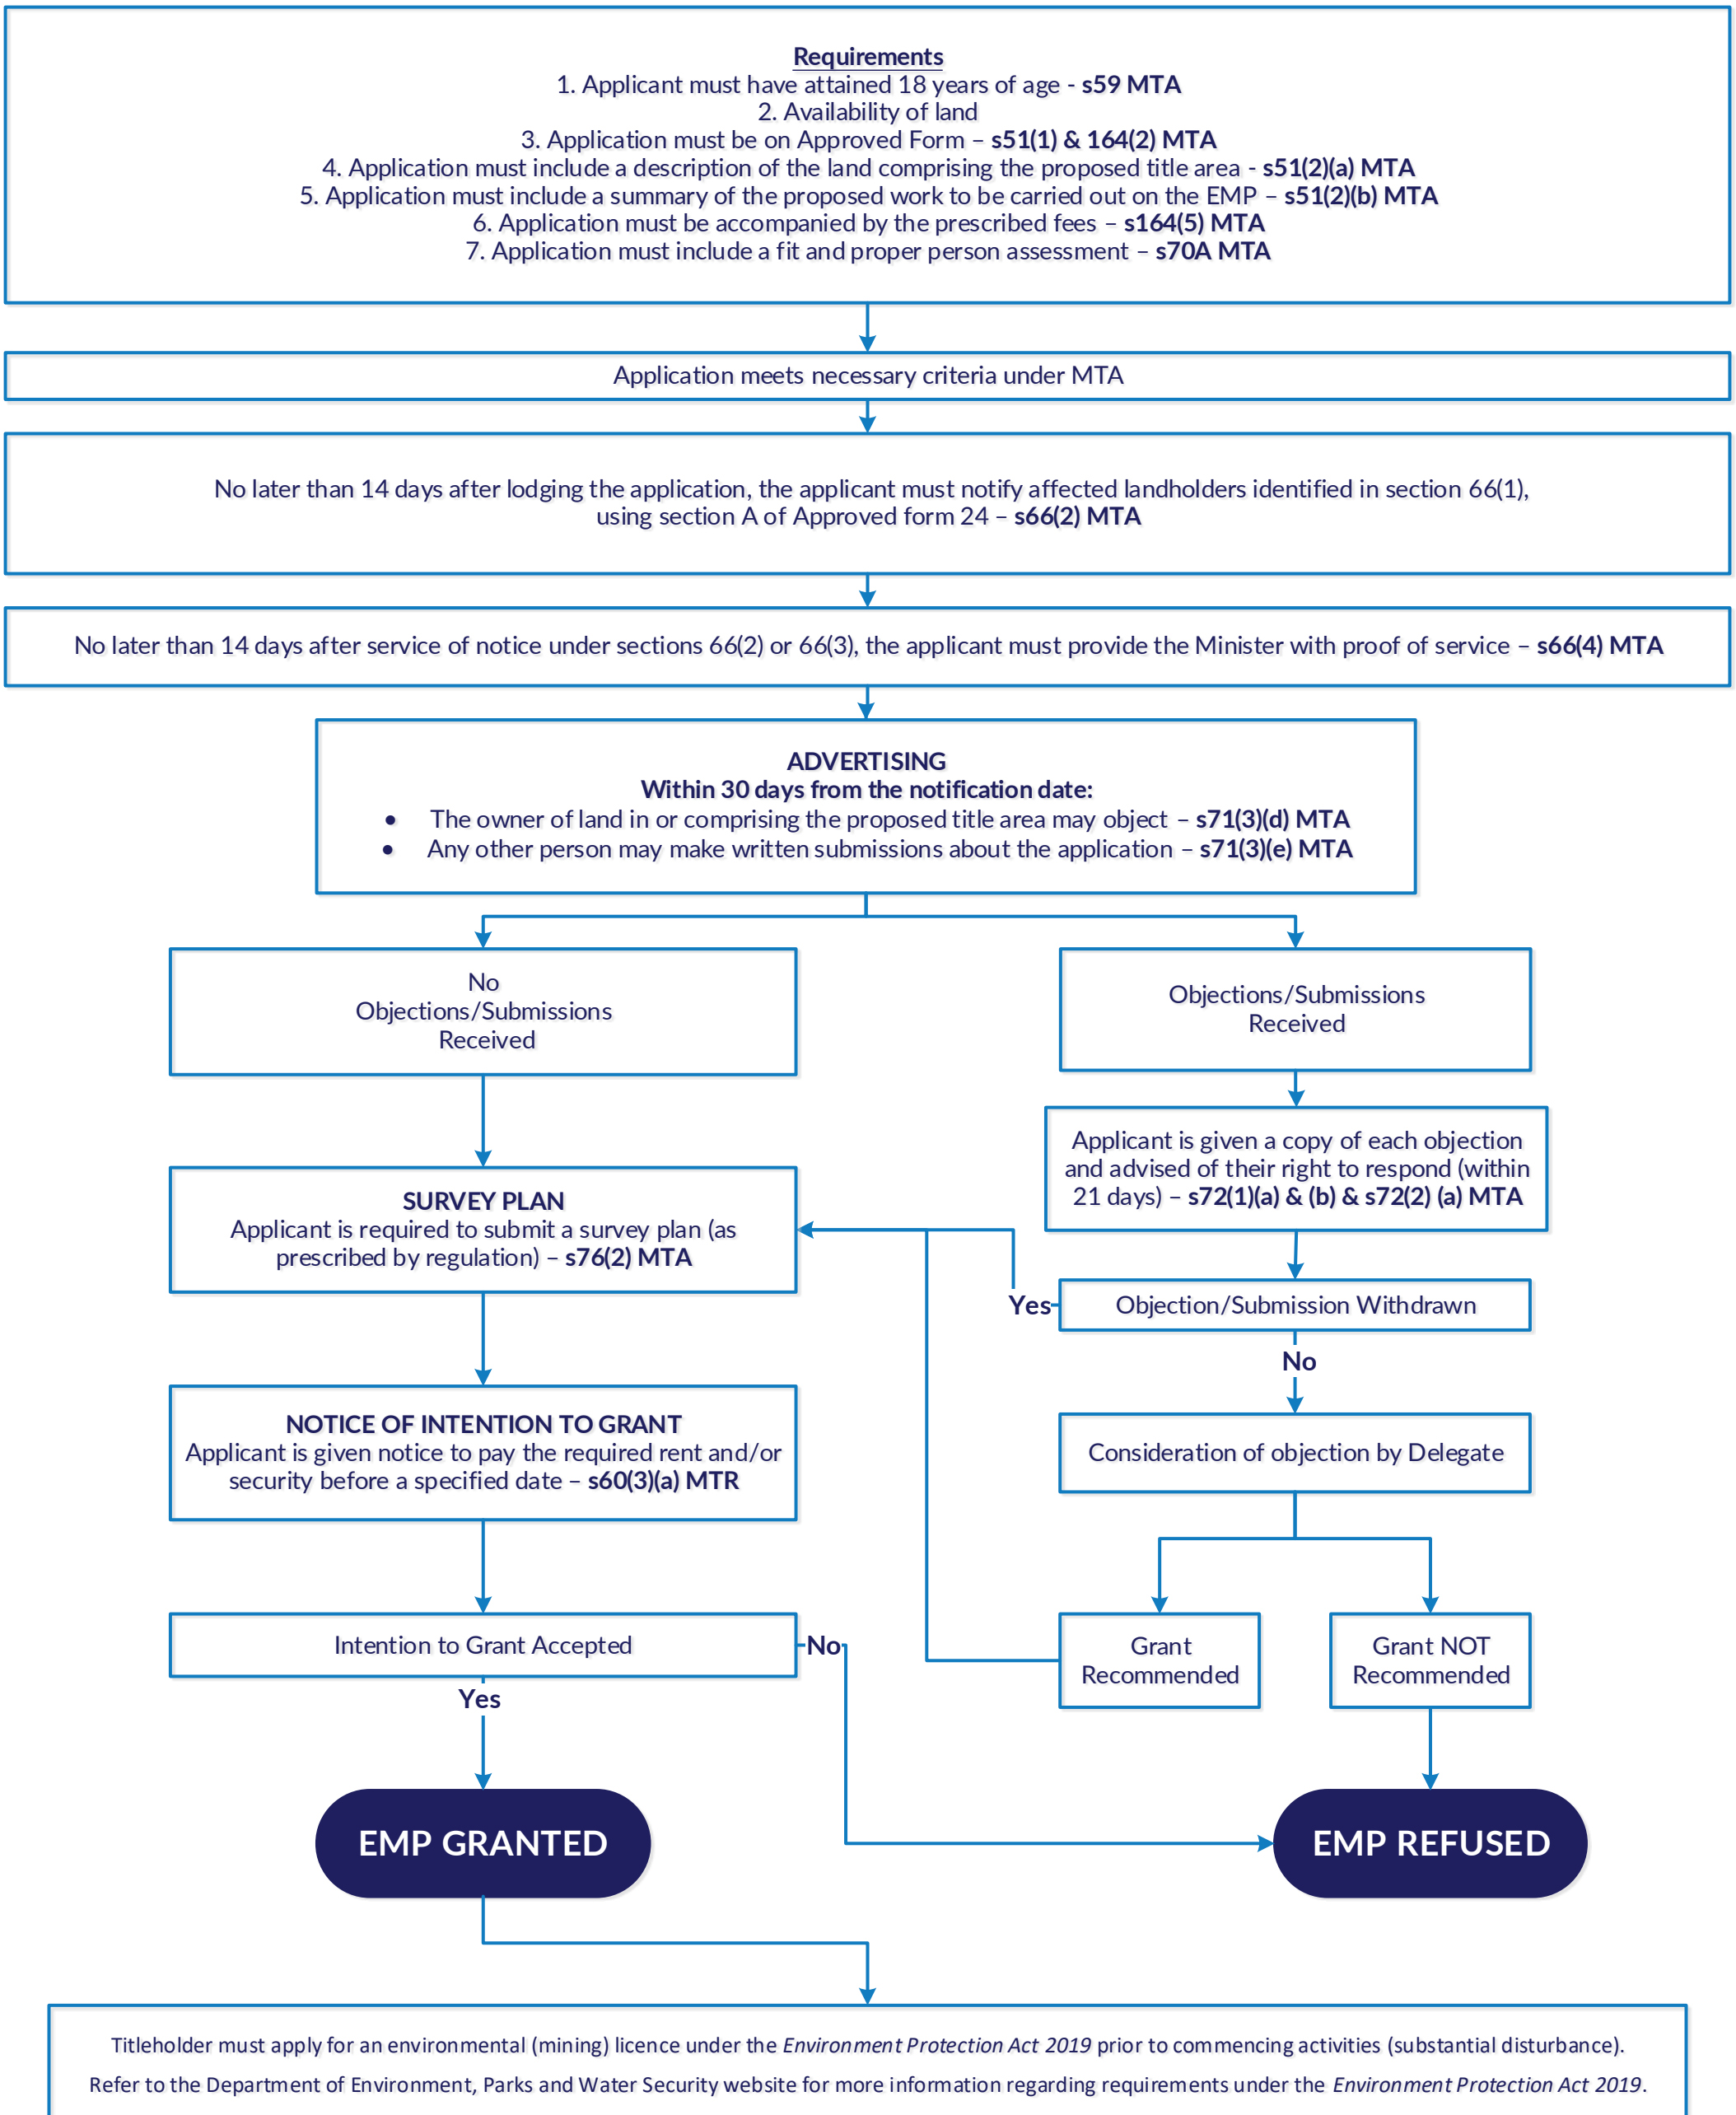 Requirements
1. Applicant must have attained 18 years of age - s59 MTA
2. Availability of land
3. Application must be on Approved Form – s51(1) & 164(2) MTA
4. Application must include a description of the land comprising the proposed title area - s51(2)(a) MTA
5. Application must include a summary of the proposed work to be carried out on the EMP – s51(2)(b) MTA
6. Application must be accompanied by the prescribed fees – s164(5) MTA
7. Application must include a fit and proper person assessment – s70A MTA
Application meets necessary criteria under MTA
No later than 14 days after lodging the application, the applicant must notify affected landholders identified in section 66(1),
using section A of Approved form 24 – s66(2) MTA
No later than 14 days after service of notice under sections 66(2) or 66(3), the applicant must provide the Minister with proof of service – s66(4) MTA
ADVERTISING
Within 30 days from the notification date:
• The owner of land in or comprising the proposed title area may object – s71(3)(d) MTA
• Any other person may make written submissions about the application – s71(3)(e) MTA
No
Objections/Submissions
Received
Objections/Submissions
Received
Applicant is given a copy of each objection
and advised of their right to respond (within
21 days) – s72(1)(a) & (b) & s72(2) (a) MTA
SURVEY PLAN
Applicant is required to submit a survey plan (as
prescribed by regulation) – s76(2) MTA
Yes
Objection/Submission Withdrawn
No
NOTICE OF INTENTION TO GRANT
Applicant is given notice to pay the required rent and/or
security before a specified date – s60(3)(a) MTR
Consideration of objection by Delegate
Intention to Grant Accepted
No
Grant
Recommended
Grant NOT
Recommended
Yes
EMP GRANTED
EMP REFUSED
Titleholder must apply for an environmental (mining) licence under the Environment Protection Act 2019 prior to commencing activities (substantial disturbance).
Refer to the Department of Environment, Parks and Water Security website for more information regarding requirements under the Environment Protection Act 2019.